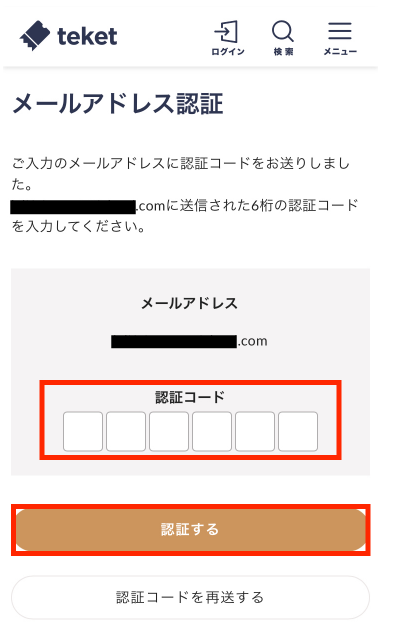 teket
ログイン
検索
メニュー
メールアドレス認証
ご入力のメールアドレスに認証コードをお送りしまし
た。
.comに送信された6桁の認証コード
を入力してください。
メールアドレス
.com
認証コード
認証する
認証コードを再送する